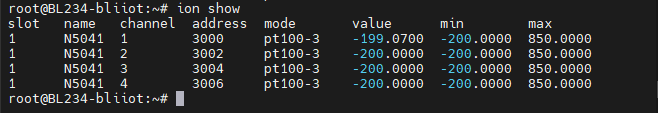 root@BL234-bliiot:~# ion show
slot name channel address mode value min max
1 N5041 1 3000 pt100-3 -199.0700 -200.0000 850.0000
1 N5041 2 3002 pt100-3 -200.0000 -200.0000 850.0000
1 N5041 3 3004 pt100-3 -200.0000 -200.0000 850.0000
1 N5041 4 3006 pt100-3 -200.0000 -200.0000 850.0000
root@BL234-bliiot:~#